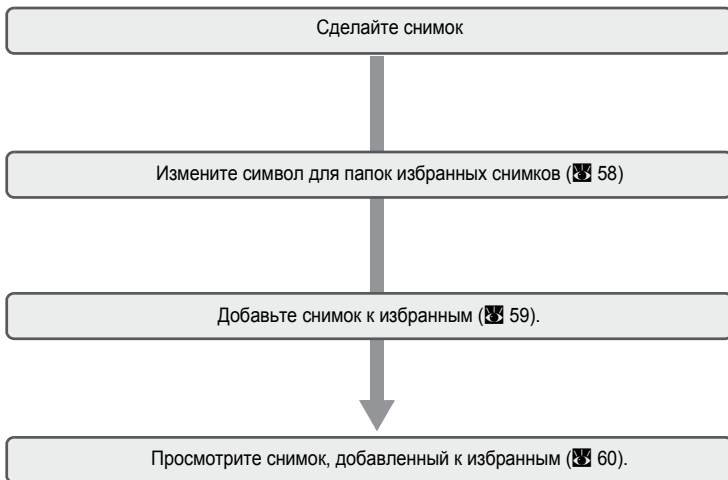 Сделайте снимок
Измените символ для папок избранных снимков (58)
Добавьте снимок к избранным (59).
Просмотрите снимок, добавленный к избранным (60).